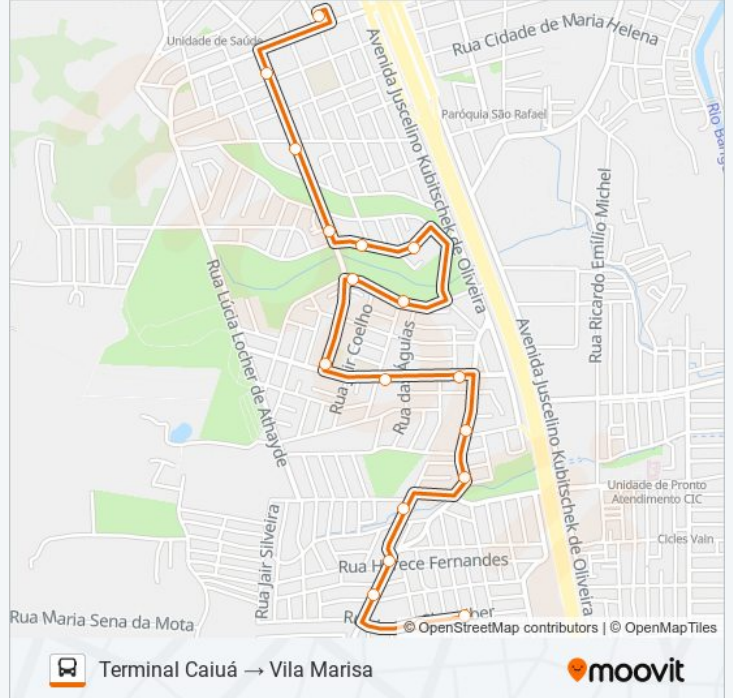 Unidade de Saúde
Rua Cidade de Maria Helena
Avenida Juscelino Kubitschek de Oliveira
Paróquia São Rafael
Rio Barigui
Rua Ricardo Emílio Michel
Rua Lúcia Locher de Athayde
Rua Jair Coelho
Rua das Águias
Avenida Juscelino Kubitschek de Oliveira
Unidade de Pronto
Atendimento CIC
Cicles Vain
Rua Jair Silveira
Fernandes
Rua Maria Sena da Mota
© OpenStreetMap contributors | © OpenMapTiles
Terminal Caiuá → Vila Marisa
moovit